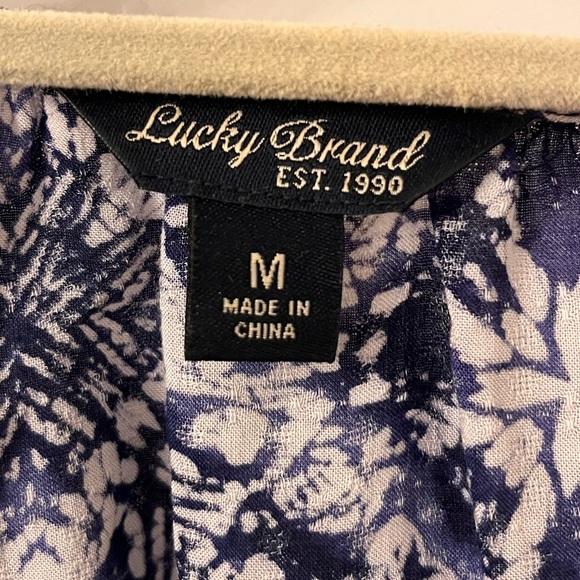 Lucky Brand
EST. 1990
M
MADE IN
CHINA